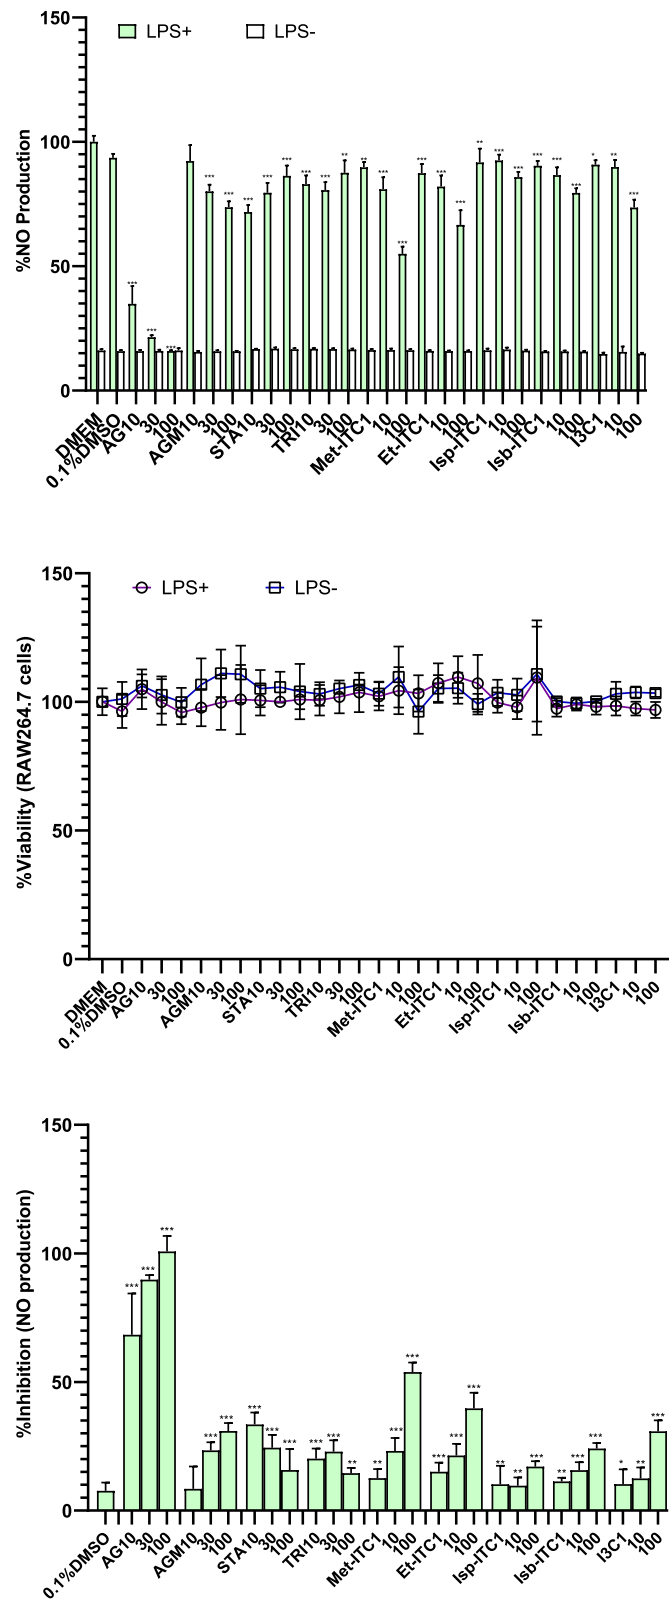 LPS+ LPS-
%NO Production
150
100
50
0
*** *** *** *** *** *** *** *** *** *** ** ** *** *** *** *** *** ** *** *** *** *** *** * ** ***
DMEM 0.1%DMSO AG10 30 100 AGM10 30 100 STA10 30 100 TRI10 30 100 Met-ITC1 10 100 Et-ITC1 10 100 Isp-ITC1 10 100 Isb-ITC1 10 100 I3C1 10 100
LPS+ LPS-
%Viability (RAW264.7 cells)
150
100
50
0
DMEM 0.1%DMSO AG10 30 100 AGM10 30 100 STA10 30 100 TRI10 30 100 Met-ITC1 10 100 Et-ITC1 10 100 Isp-ITC1 10 100 Isb-ITC1 10 100 I3C1 10 100
%Inhibition (NO production)
150
100
50
0
*** *** *** *** *** *** *** *** *** *** ** ** *** *** *** *** *** ** ** *** ** *** *** * ** ***
0.1%DMSO AG10 30 100 AGM10 30 100 STA10 30 100 TRI10 30 100 Met-ITC1 10 100 Et-ITC1 10 100 Isp-ITC1 10 100 Isb-ITC1 10 100 I3C1 10 100